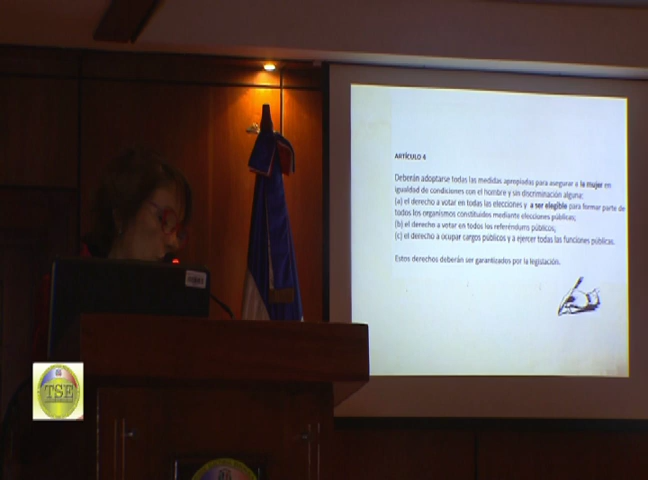 ARTÍCULO 4
Deberán adoptarse todas las medidas apropiadas para asegurar a la mujer en
igualdad de condiciones con el hombre y sin discriminación alguna:
(a) el derecho a votar en todas las elecciones y a ser elegible para formar parte de
todos los organismos constituidos mediante elecciones públicas;
(b) el derecho a votar en todos los referéndums públicos;
(c) el derecho a ocupar cargos públicos y a ejercer todas las funciones públicas.
Estos derechos deberán ser garantizados por la legislación.
TSE